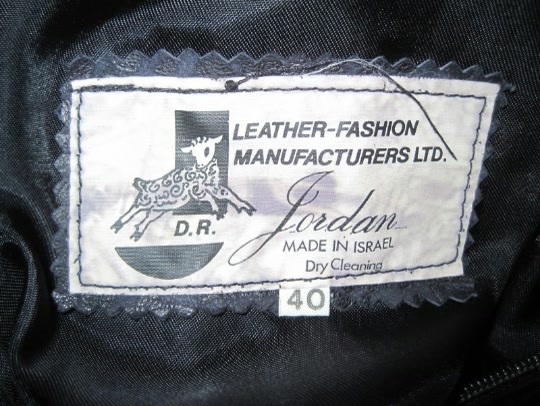 LEATHER-FASHION
MANUFACTURERS LTD.
D.R.
Jordan
MADE IN ISRAEL
Dry Cleaning
40